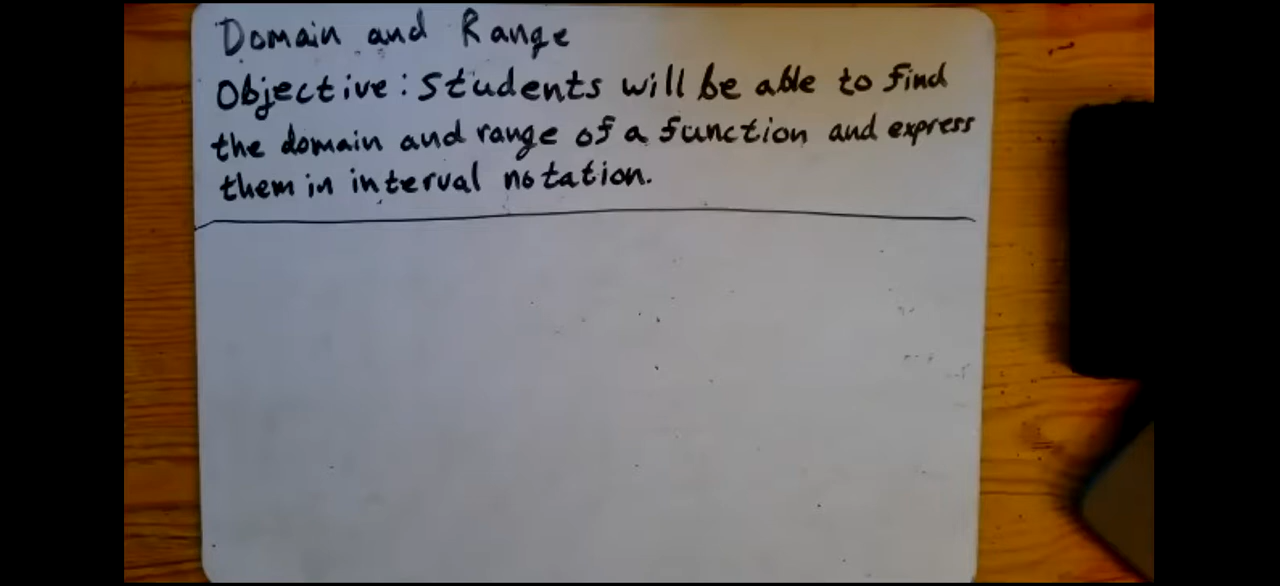 Domain and Range
Objective: Students will be able to find
the domain and range of a function and express
them in interval notation.